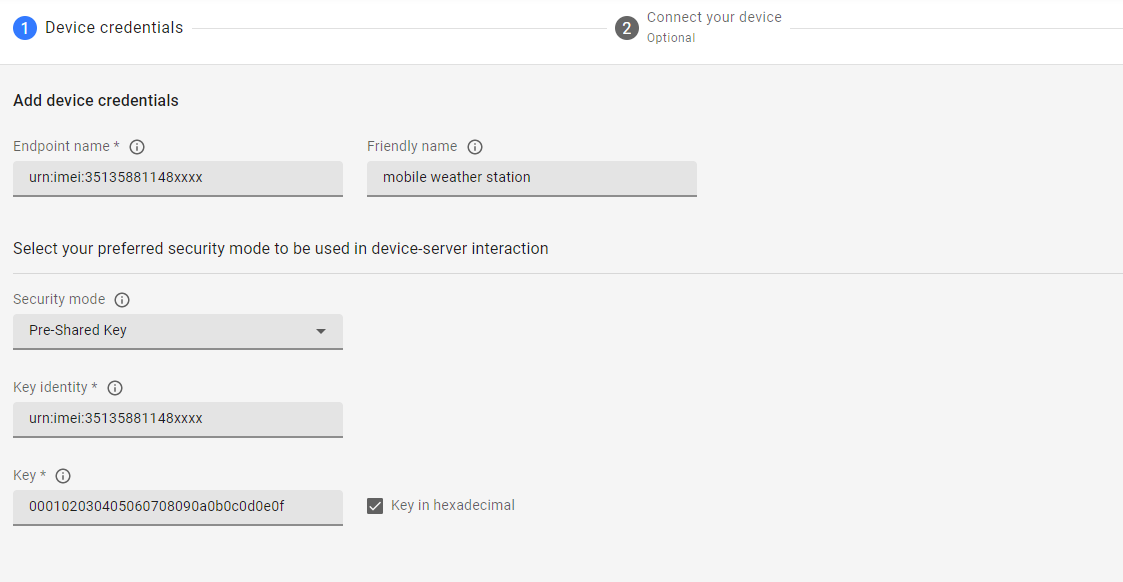 1 Device credentials
2 Connect your device
Optional
Add device credentials
Endpoint name *
Friendly name
urn:imei:35135881148xxxx
mobile weather station
Select your preferred security mode to be used in device-server interaction
Security mode
Pre-Shared Key
Key identity *
urn:imei:35135881148xxxx
Key *
000102030405060708090a0b0c0d0e0f
Key in hexadecimal